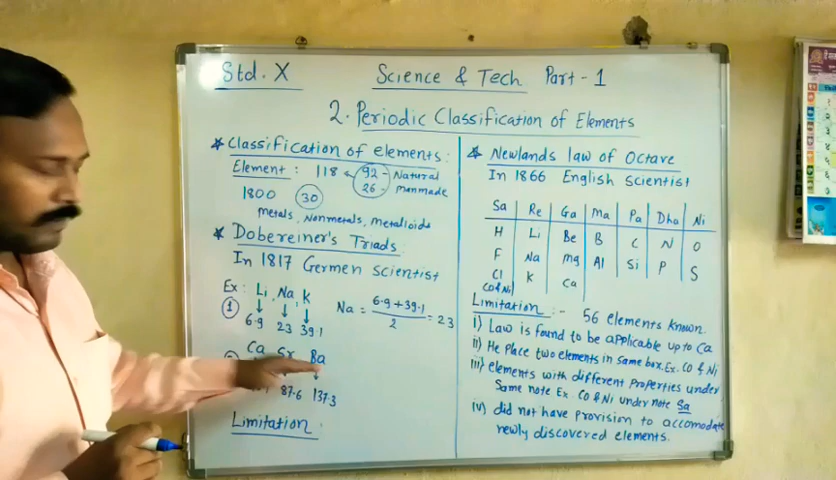 Std. X
Science & Tech Part - 1
2. Periodic Classification of Elements
* Classification of elements:
Element : 118 92 - Natural
26 - manmade
1800 30
metals, Nonmetals, Metalloids
* Dobereiner's Triads:
In 1817 Germen scientist
Ex: Li, Na, K
1 6.9 23 39.1
Na = 6.9 + 39.1 / 2 = 23
Ca Sr Ba
87.6 137.3
Limitation
* Newlands law of Octave
In 1866 English scientist
Sa Re Ga Ma Pa Dha Ni
H Li Be B C N O
F Na Mg Al Si P S
Cl K Ca
Co & Ni
Limitation :- 56 elements known.
i) Law is found to be applicable up to Ca
ii) He Place two elements in Same box. Ex. Co & Ni
iii) elements with different Properties under
Same note Ex. Co & Ni under note Sa
iv) did not have provision to accomodate
newly discovered elements.